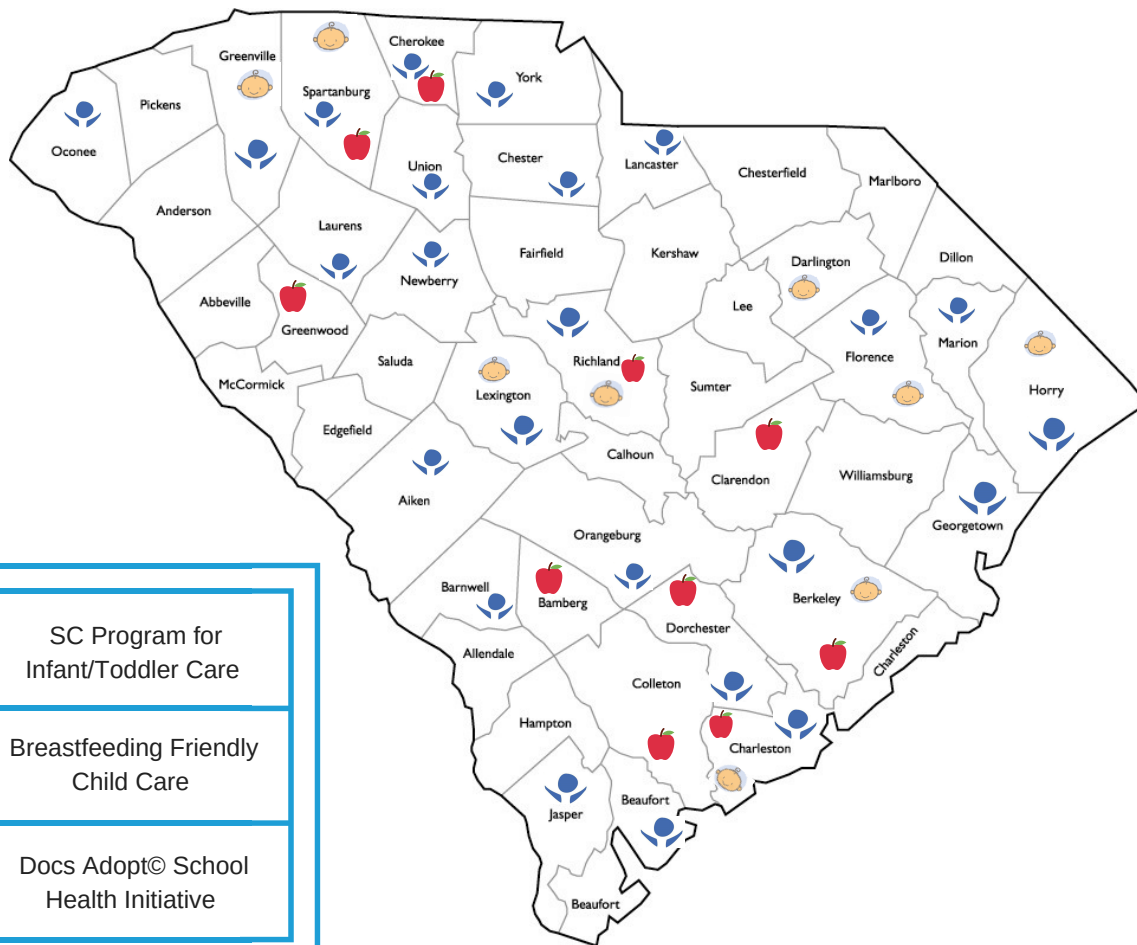 Cherokee
Greenville
York
Pickens
Spartanburg
Oconee
Union
Chester
Lancaster
Chesterfield
Marlboro
Anderson
Laurens
Fairfield
Kershaw
Darlington
Dillon
Newberry
Abbeville
Lee
Greenwood
Saluda
Richland
Florence
Marion
McCormick
Lexington
Sumter
Horry
Edgefield
Calhoun
Clarendon
Williamsburg
Aiken
Georgetown
Orangeburg
Barnwell
Bamberg
Berkeley
Dorchester
Charleston
Allendale
Colleton
Hampton
Charleston
Jasper
Beaufort
Beaufort
SC Program for
Infant/Toddler Care
Breastfeeding Friendly
Child Care
Docs Adopt© School
Health Initiative